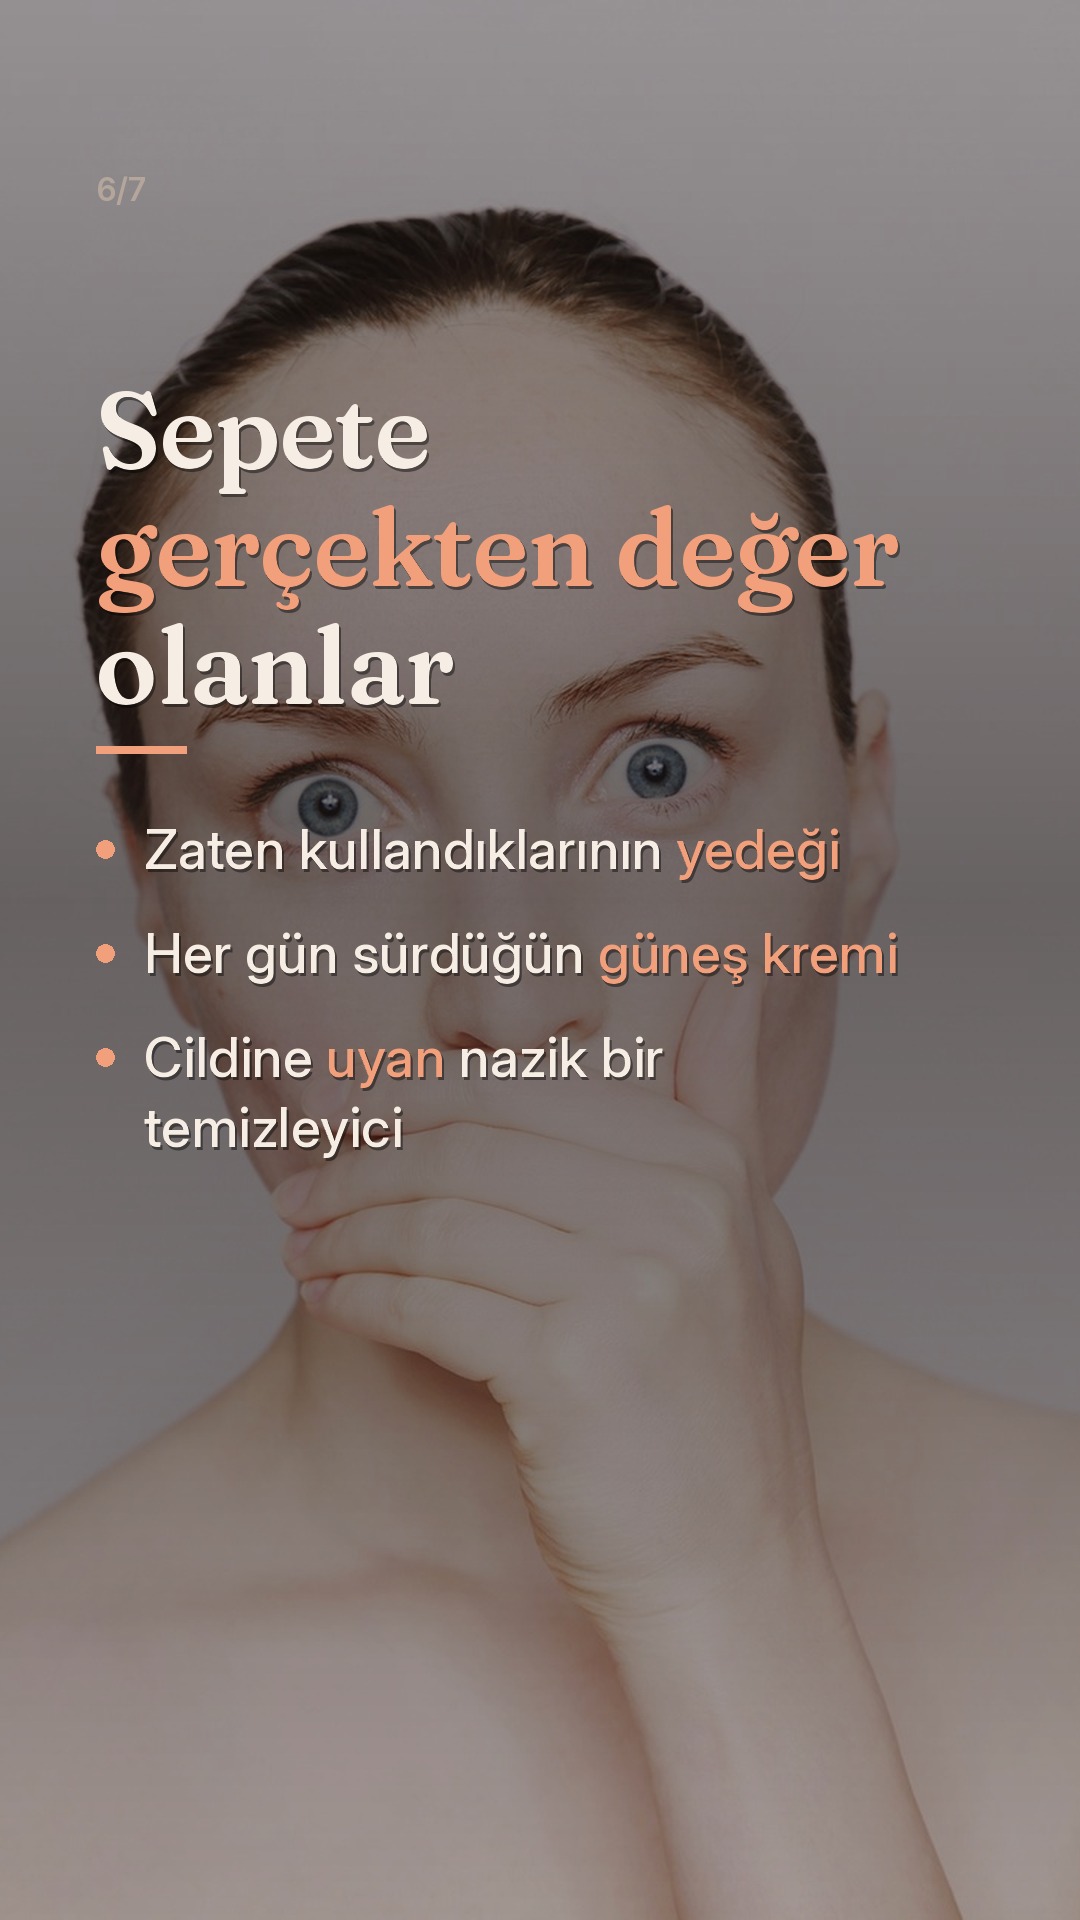 6/7
Sepete
gerçekten değer
olanlar
Zaten kullandıklarının yedeği
Her gün sürdüğün güneş kremi
Cildine uyan nazik bir
temizleyici